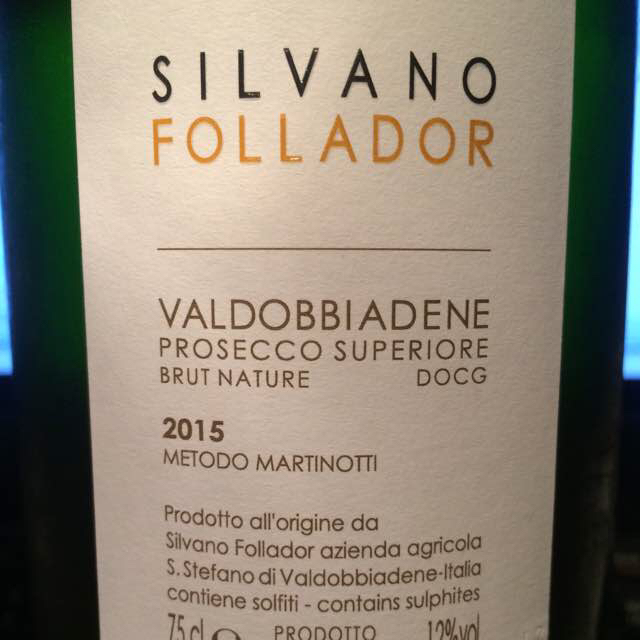 SILVANO
FOLLADOR
VALDOBBIADENE
PROSECCO SUPERIORE
BRUT NATURE DOCG
2015
METODO MARTINOTTI
Prodotto all'origine da
Silvano Follador azienda agricola
S. Stefano di Valdobbiadene-Italia
contiene solfiti - contains sulphites
75 cl e PRODOTTO 12% vol